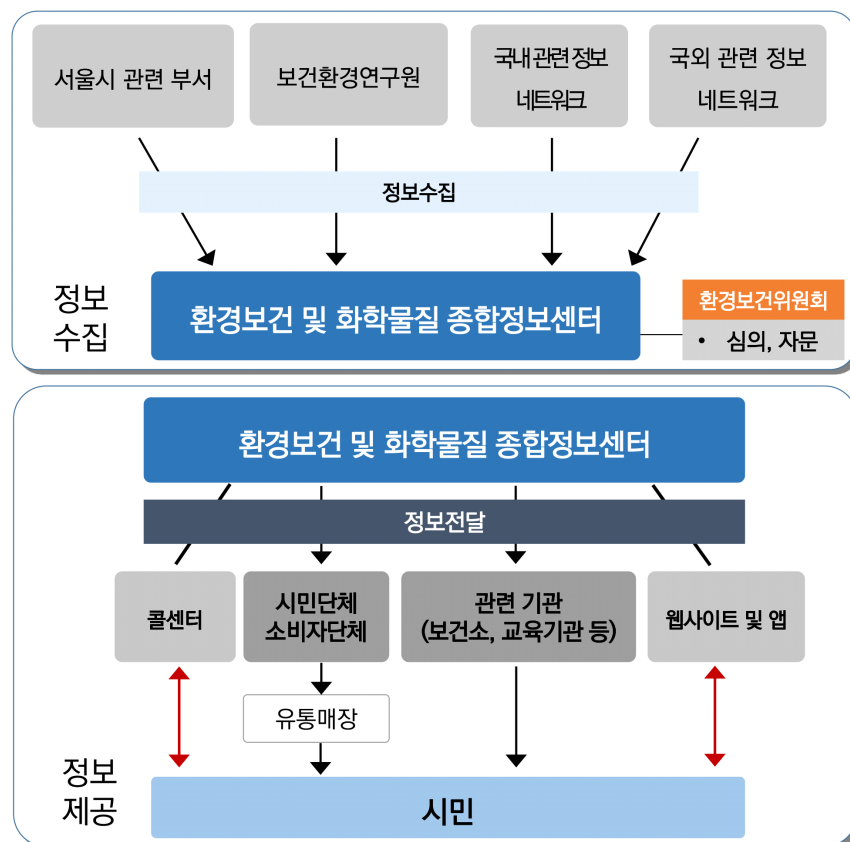 서울시 관련 부서
보건환경연구원
국내 관련 정보
네트워크
국외 관련 정보
네트워크
정보수집
정보
수집
환경보건 및 화학물질 종합정보센터
환경보건위원회
• 심의, 자문
환경보건 및 화학물질 종합정보센터
정보전달
콜센터
시민단체
소비자단체
관련 기관
(보건소, 교육기관 등)
웹사이트 및 앱
유통매장
정보
제공
시민